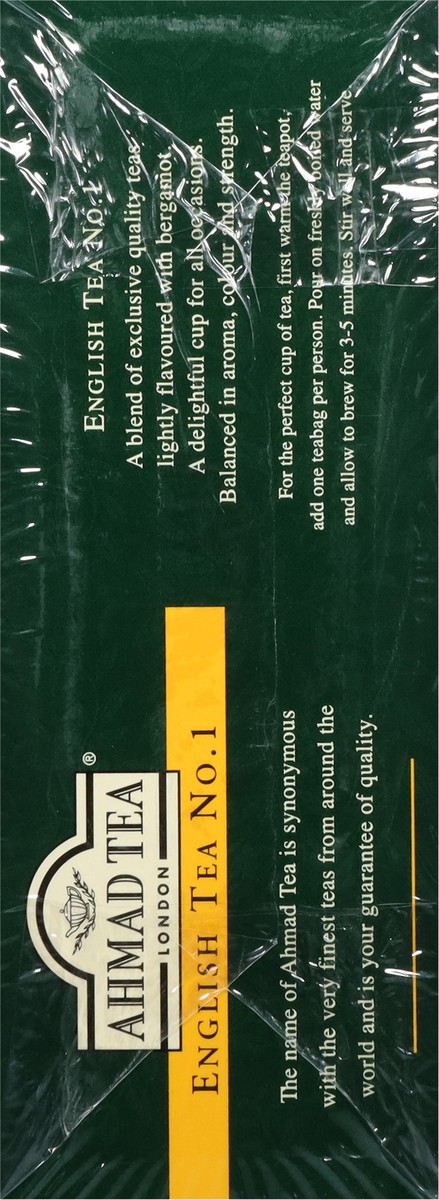 AHMAD TEA ®
LONDON
ENGLISH TEA NO.1
The name of Ahmad Tea is synonymous
with the very finest teas from around the
world and is your guarantee of quality.
ENGLISH TEA NO.1
A blend of exclusive quality teas
lightly flavoured with bergamot
A delightful cup for all occasions.
Balanced in aroma, colour and strength.
For the perfect cup of tea, first warm the teapot,
add one teabag per person. Pour on freshly boiled water
and allow to brew for 3-5 minutes. Stir well and serve